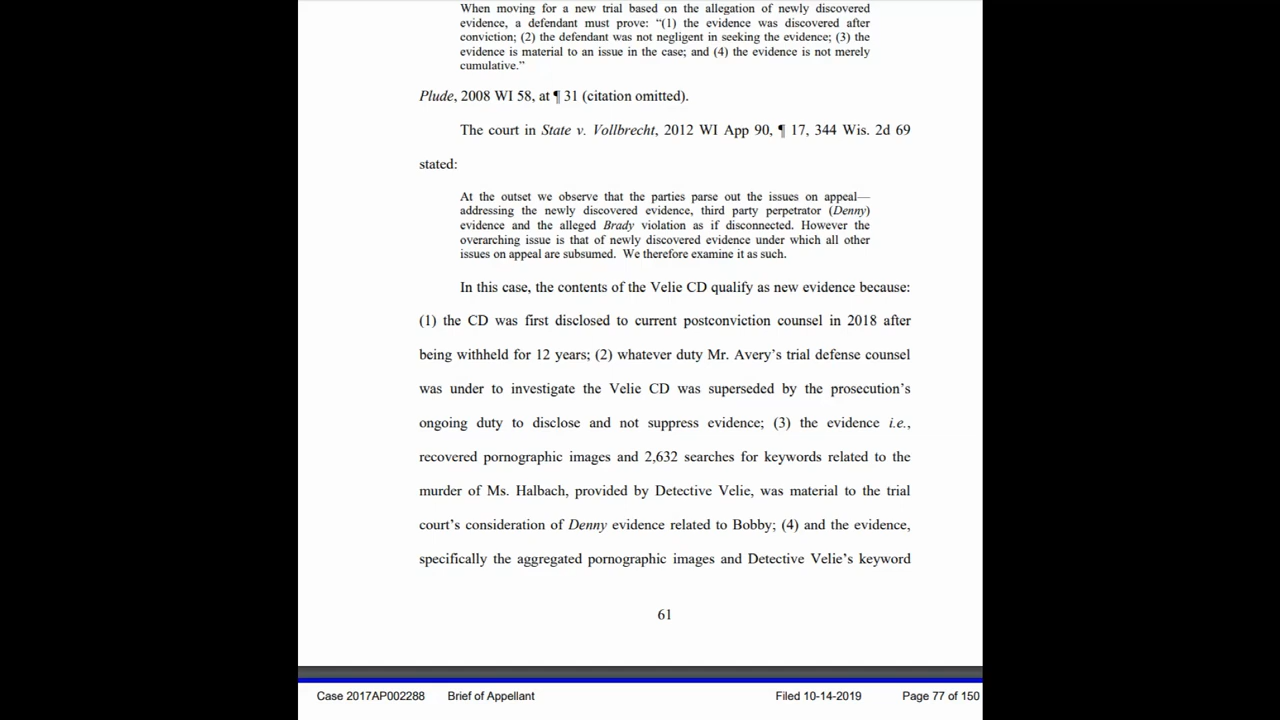 When moving for a new trial based on the allegation of newly discovered
evidence, a defendant must prove: “(1) the evidence was discovered after
conviction; (2) the defendant was not negligent in seeking the evidence; (3) the
evidence is material to an issue in the case; and (4) the evidence is not merely
cumulative.”
Plude, 2008 WI 58, at ¶ 31 (citation omitted).
The court in State v. Vollbrecht, 2012 WI App 90, ¶ 17, 344 Wis. 2d 69
stated:
At the outset we observe that the parties parse out the issues on appeal—
addressing the newly discovered evidence, third party perpetrator (Denny)
evidence and the alleged Brady violation as if disconnected. However the
overarching issue is that of newly discovered evidence under which all other
issues on appeal are subsumed. We therefore examine it as such.
In this case, the contents of the Velie CD qualify as new evidence because:
(1) the CD was first disclosed to current postconviction counsel in 2018 after
being withheld for 12 years; (2) whatever duty Mr. Avery’s trial defense counsel
was under to investigate the Velie CD was superseded by the prosecution’s
ongoing duty to disclose and not suppress evidence; (3) the evidence i.e.,
recovered pornographic images and 2,632 searches for keywords related to the
murder of Ms. Halbach, provided by Detective Velie, was material to the trial
court’s consideration of Denny evidence related to Bobby; (4) and the evidence,
specifically the aggregated pornographic images and Detective Velie’s keyword
61
Case 2017AP002288 Brief of Appellant Filed 10-14-2019 Page 77 of 150